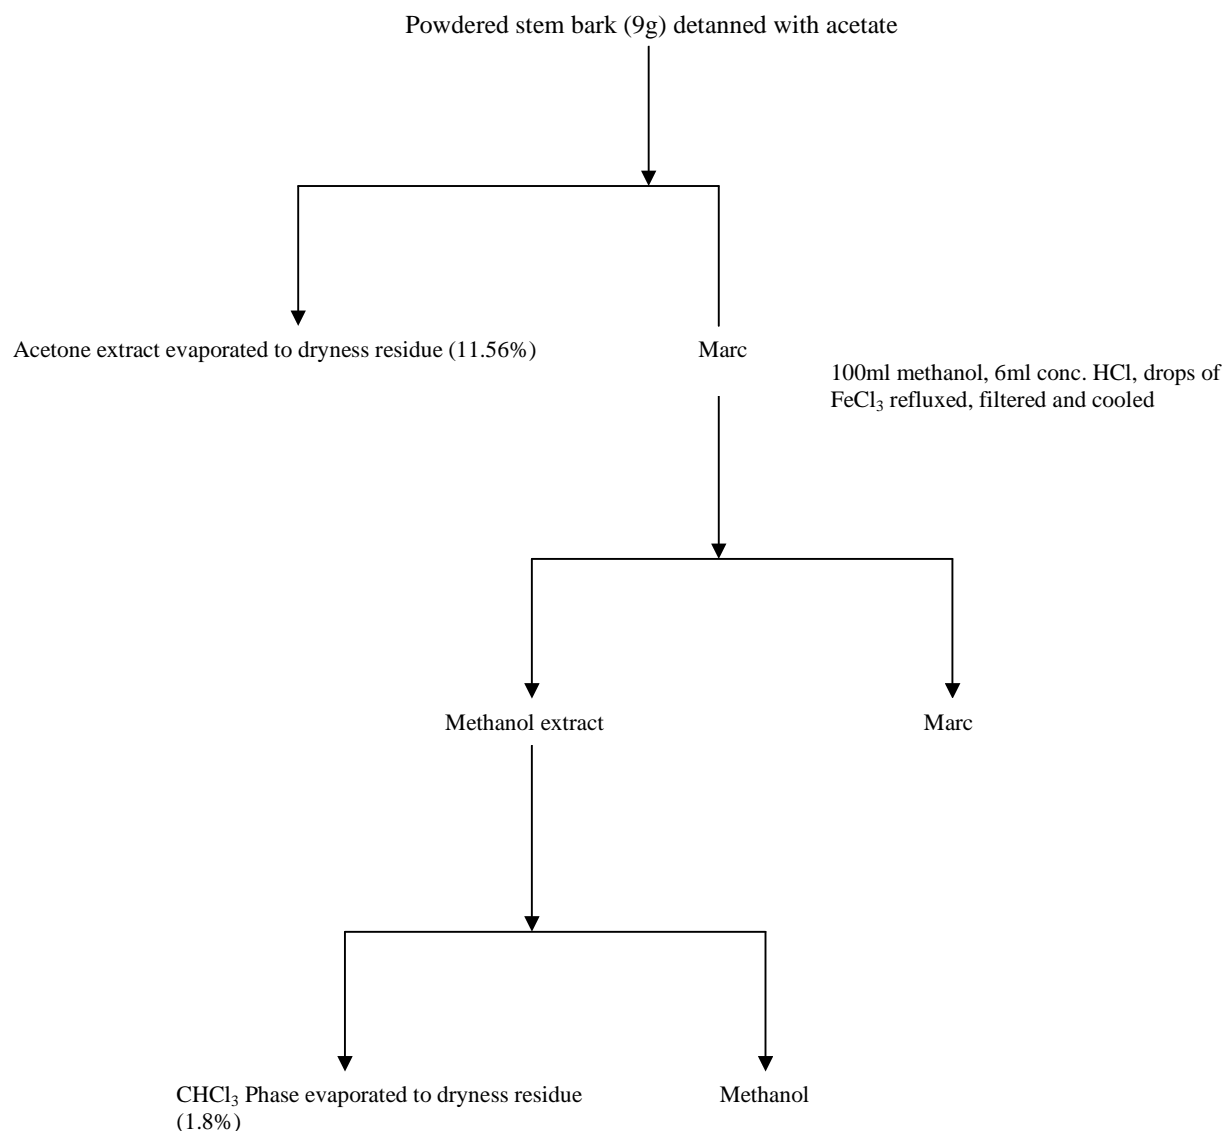 Powdered stem bark (9g) detanned with acetate
Acetone extract evaporated to dryness residue (11.56%)
Marc
100ml methanol, 6ml conc. HCl, drops of
FeCl₃ refluxed, filtered and cooled
Methanol extract
Marc
CHCl₃ Phase evaporated to dryness residue
(1.8%)
Methanol